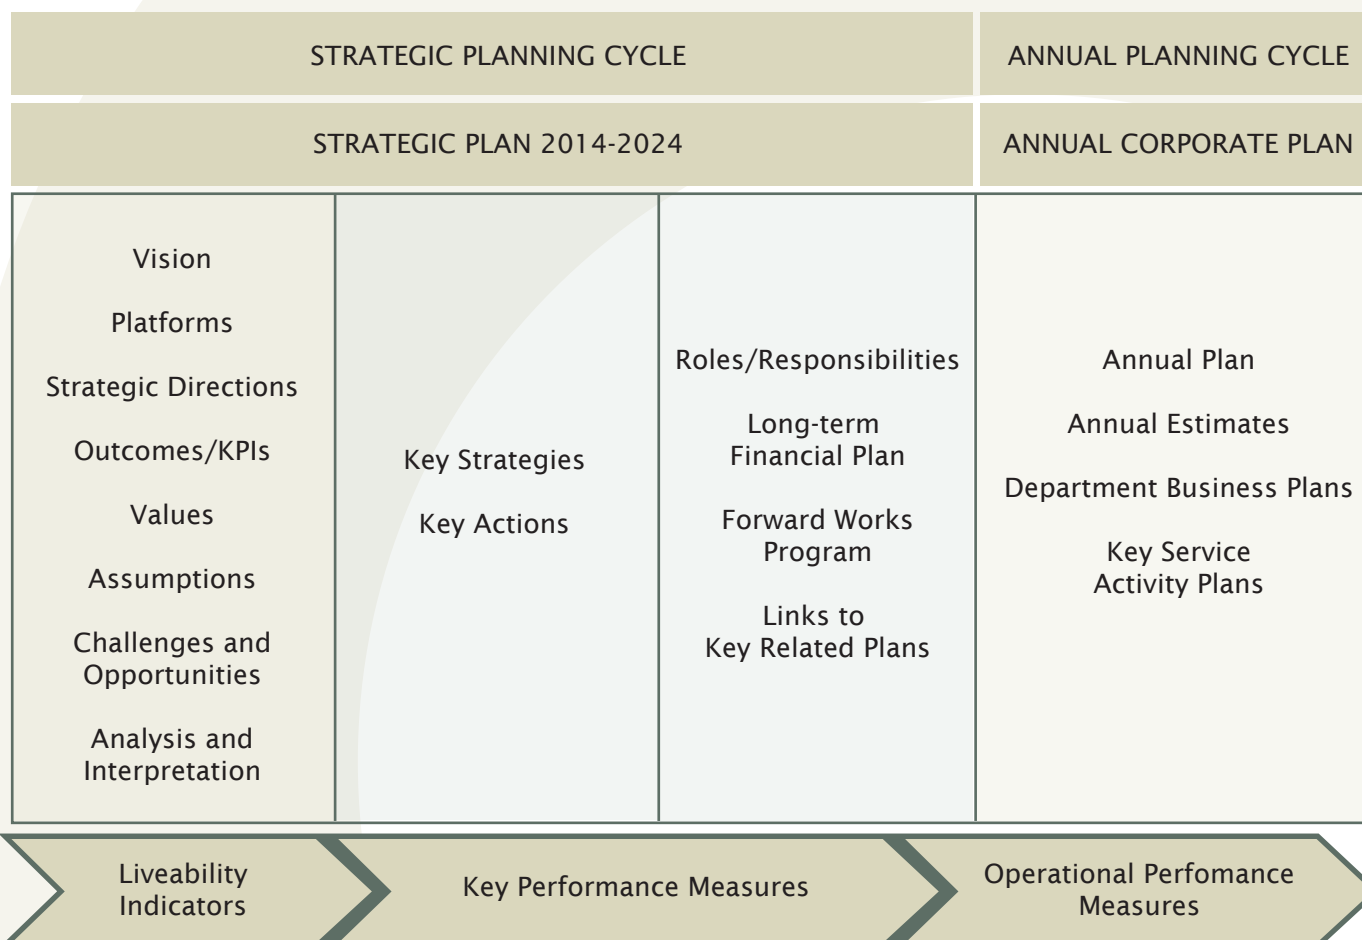 STRATEGIC PLANNING CYCLE
ANNUAL PLANNING CYCLE
STRATEGIC PLAN 2014-2024
ANNUAL CORPORATE PLAN
Vision
Platforms
Strategic Directions
Outcomes/KPIs
Values
Assumptions
Challenges and
Opportunities
Analysis and
Interpretation
Key Strategies
Key Actions
Roles/Responsibilities
Long-term
Financial Plan
Forward Works
Program
Links to
Key Related Plans
Annual Plan
Annual Estimates
Department Business Plans
Key Service
Activity Plans
Liveability
Indicators
Key Performance Measures
Operational Perfomance
Measures